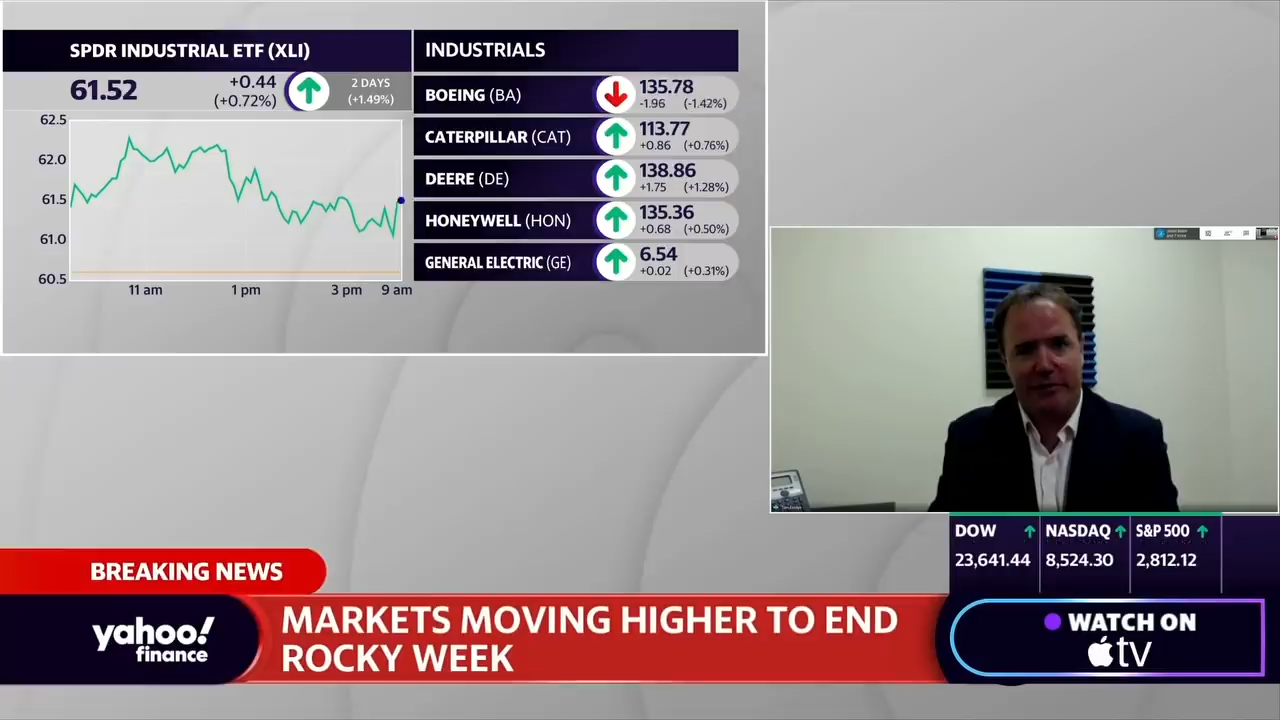 SPDR INDUSTRIAL ETF (XLI)
61.52
+0.44
(+0.72%)
2 DAYS
(+1.49%)
62.5
62.0
61.5
61.0
60.5
11 am
1 pm
3 pm
9 am
INDUSTRIALS
BOEING (BA)
135.78
-1.96 (-1.42%)
CATERPILLAR (CAT)
113.77
+0.86 (+0.76%)
DEERE (DE)
138.86
+1.75 (+1.28%)
HONEYWELL (HON)
135.36
+0.68 (+0.50%)
GENERAL ELECTRIC (GE)
6.54
+0.02 (+0.31%)
DOW
23,641.44
NASDAQ
8,524.30
S&P 500
2,812.12
BREAKING NEWS
yahoo!
finance
MARKETS MOVING HIGHER TO END
ROCKY WEEK
WATCH ON
tv